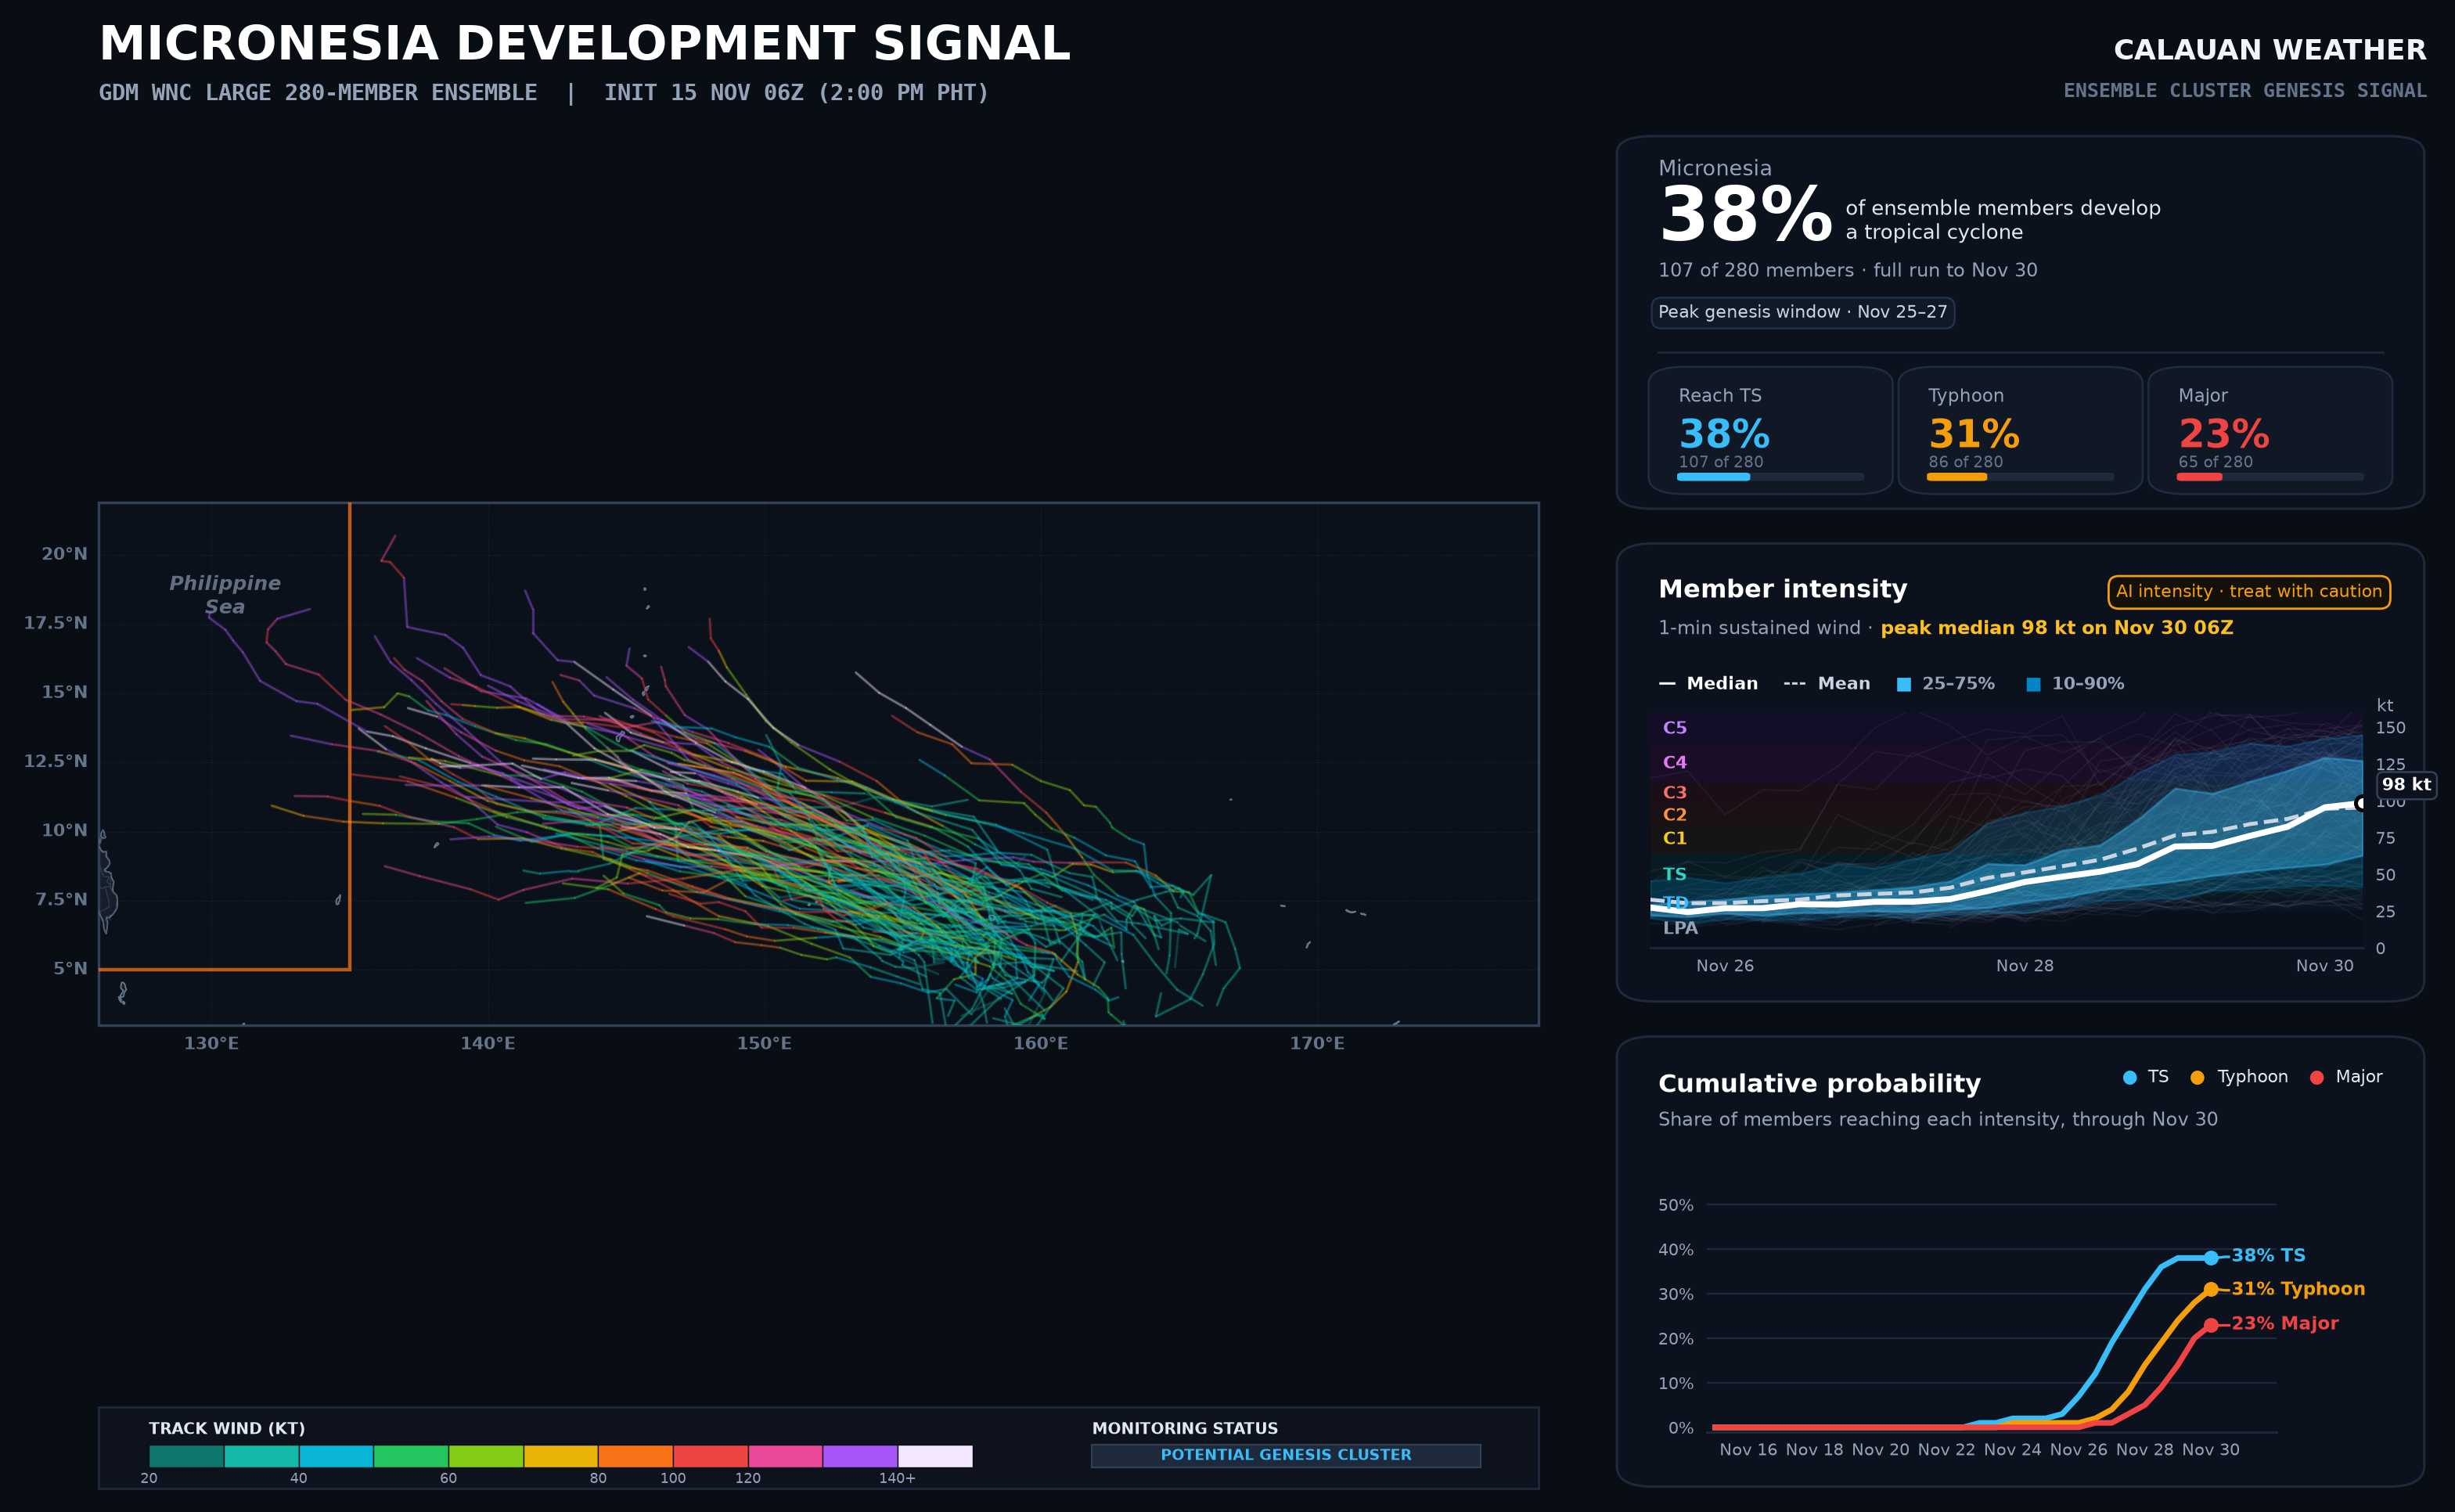 MICRONESIA DEVELOPMENT SIGNAL
GDM WNC LARGE 280-MEMBER ENSEMBLE | INIT 15 NOV 06Z (2:00 PM PHT)
CALAUAN WEATHER
ENSEMBLE CLUSTER GENESIS SIGNAL
Philippine
Sea
20°N
17.5°N
15°N
12.5°N
10°N
7.5°N
5°N
130°E 140°E 150°E 160°E 170°E
TRACK WIND (KT)
20 40 60 80 100 120 140+
MONITORING STATUS
POTENTIAL GENESIS CLUSTER
Micronesia
38% of ensemble members develop
a tropical cyclone
107 of 280 members · full run to Nov 30
Peak genesis window · Nov 25–27
Reach TS
38%
107 of 280
Typhoon
31%
86 of 280
Major
23%
65 of 280
Member intensity
AI intensity · treat with caution
1-min sustained wind · peak median 98 kt on Nov 30 06Z
Median Mean 25–75% 10–90%
kt
C5
C4
C3
C2
C1
TS
TD
LPA
150
125
98 kt
100
75
50
25
0
Nov 26 Nov 28 Nov 30
Cumulative probability
TS Typhoon Major
Share of members reaching each intensity, through Nov 30
50%
40%
30%
20%
10%
0%
38% TS
31% Typhoon
23% Major
Nov 16 Nov 18 Nov 20 Nov 22 Nov 24 Nov 26 Nov 28 Nov 30